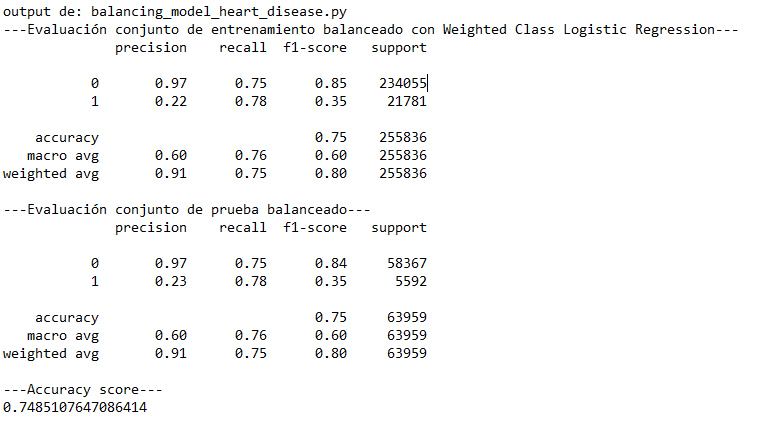 output de: balancing_model_heart_disease.py
---Evaluación conjunto de entrenamiento balanceado con Weighted Class Logistic Regression---
precision recall f1-score support
0 0.97 0.75 0.85 234055
1 0.22 0.78 0.35 21781
accuracy 0.75 255836
macro avg 0.60 0.76 0.60 255836
weighted avg 0.91 0.75 0.80 255836
---Evaluación conjunto de prueba balanceado---
precision recall f1-score support
0 0.97 0.75 0.84 58367
1 0.23 0.78 0.35 5592
accuracy 0.75 63959
macro avg 0.60 0.76 0.60 63959
weighted avg 0.91 0.75 0.80 63959
---Accuracy score---
0.7485107647086414